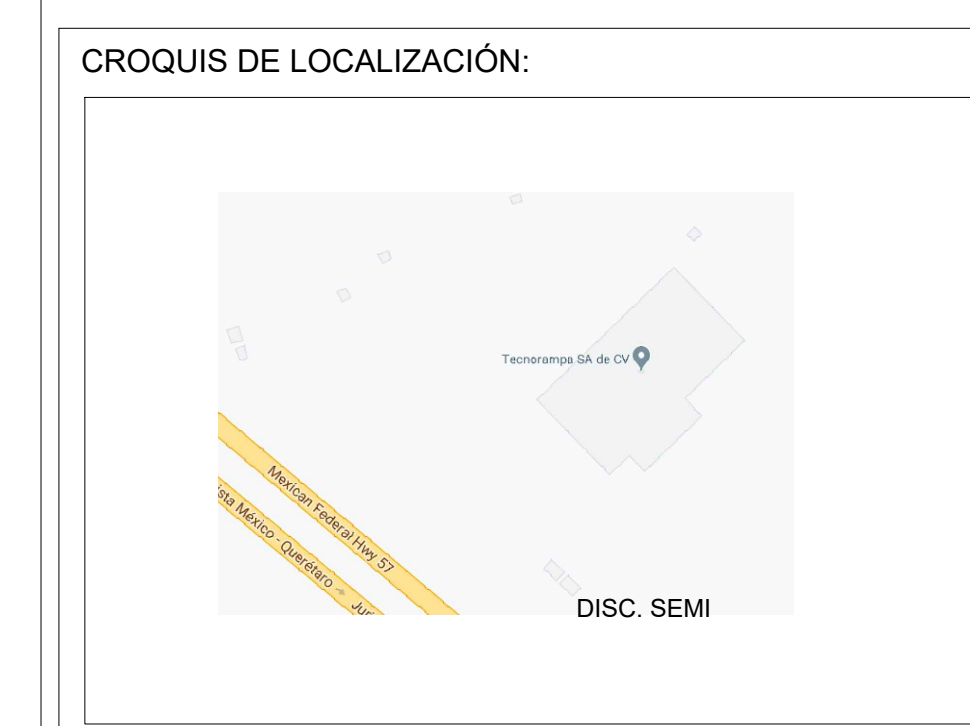 CROQUIS DE LOCALIZACIÓN:
Tecnorampa SA de CV
Mexican Federal Hwy 57
ista México - Querétaro
DISC. SEMI